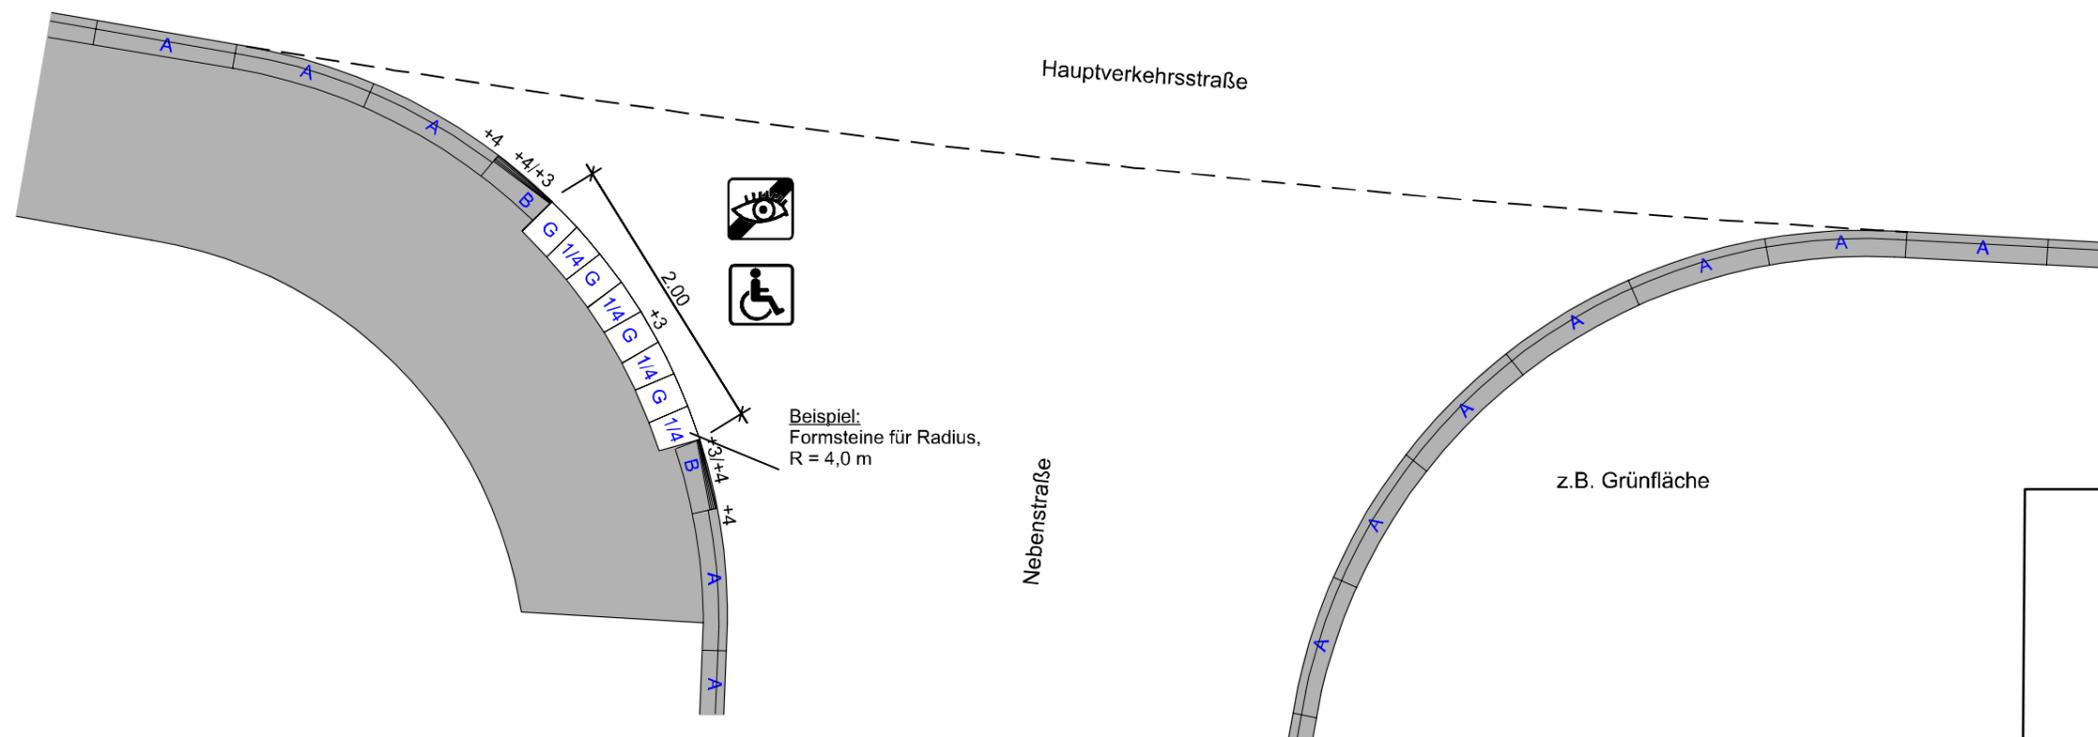 Hauptverkehrsstraße
A
A
A
+4
+4/+3
B
G
1/4
G
1/4
G
1/4
G
1/4
2.00
+3
B
+3/+4
+4
A
A
Beispiel:
Formsteine für Radius,
R = 4,0 m
Nebenstraße
A
A
A
A
A
A
A
A
z.B. Grünfläche